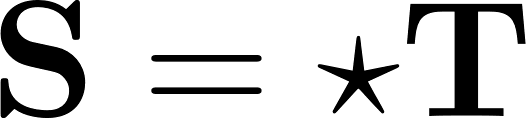 𝐒 = ⋆𝐓